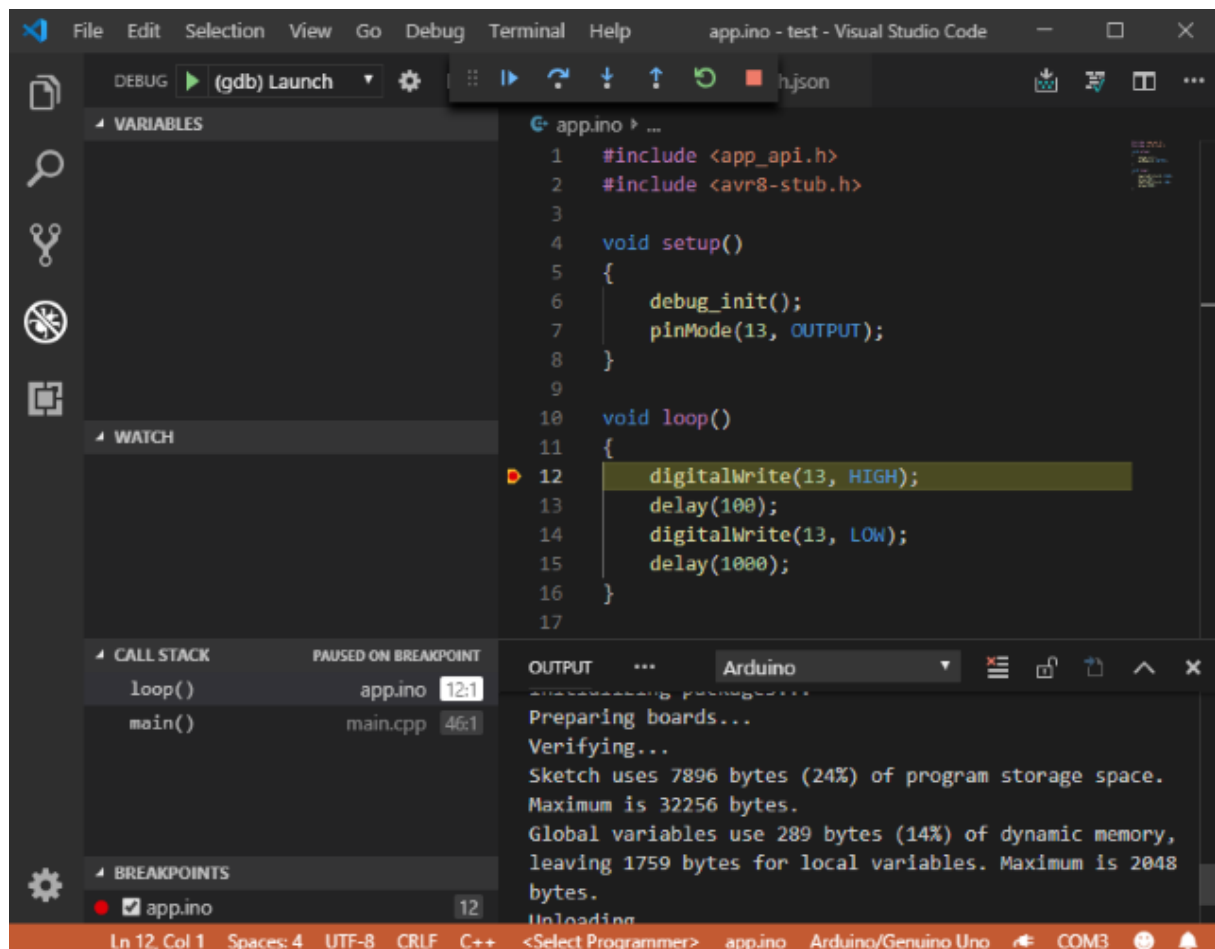 File Edit Selection View Go Debug Terminal Help app.ino - test - Visual Studio Code
DEBUG (gdb) Launch h.json
VARIABLES
WATCH
CALL STACK PAUSED ON BREAKPOINT
loop() app.ino 12:1
main() main.cpp 46:1
BREAKPOINTS
app.ino 12
app.ino ...
1 #include <app_api.h>
2 #include <avr8-stub.h>
3
4 void setup()
5 {
6 debug_init();
7 pinMode(13, OUTPUT);
8 }
9
10 void loop()
11 {
12 digitalWrite(13, HIGH);
13 delay(100);
14 digitalWrite(13, LOW);
15 delay(1000);
16 }
17
OUTPUT ... Arduino
Initializing packages...
Preparing boards...
Verifying...
Sketch uses 7896 bytes (24%) of program storage space.
Maximum is 32256 bytes.
Global variables use 289 bytes (14%) of dynamic memory,
leaving 1759 bytes for local variables. Maximum is 2048
bytes.
Ln 12, Col 1 Spaces: 4 UTF-8 CRLF C++ <Select Programmer> app.ino Arduino/Genuino Uno COM3